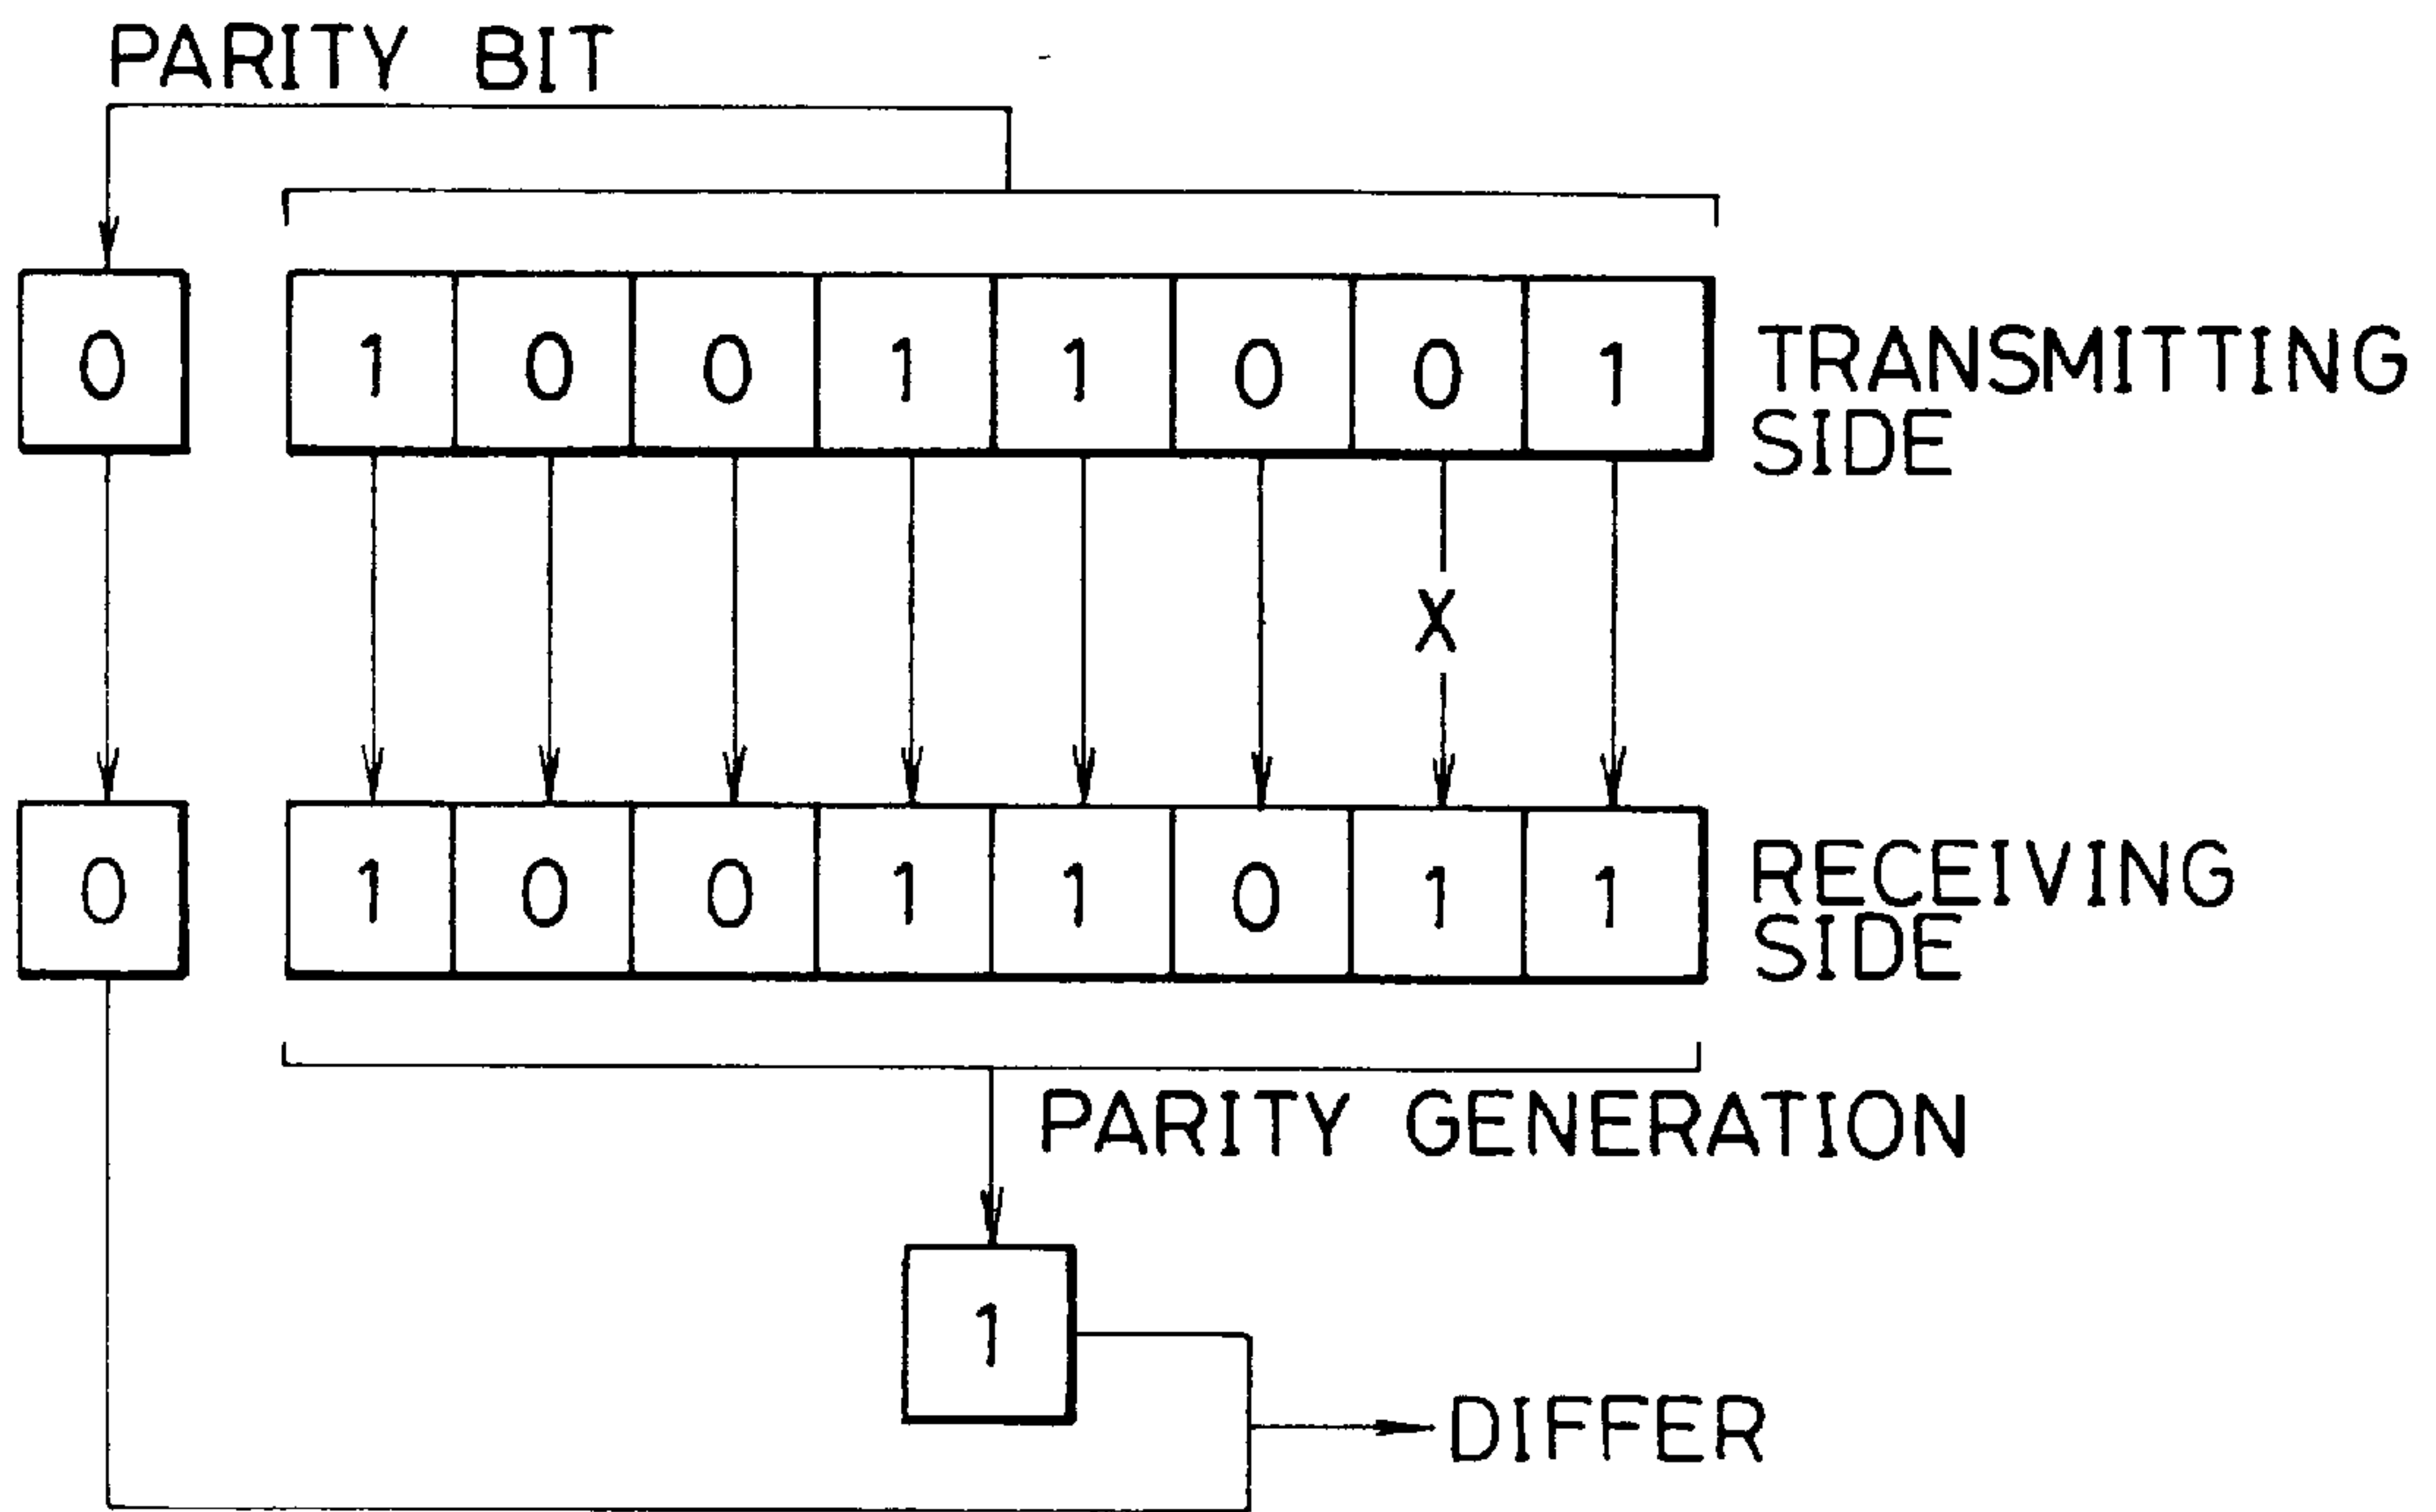 PARITY BIT
0 1 0 0 1 1 0 0 1
TRANSMITTING
SIDE
X
0 1 0 0 1 1 0 1 1
RECEIVING
SIDE
PARITY GENERATION
1
DIFFER